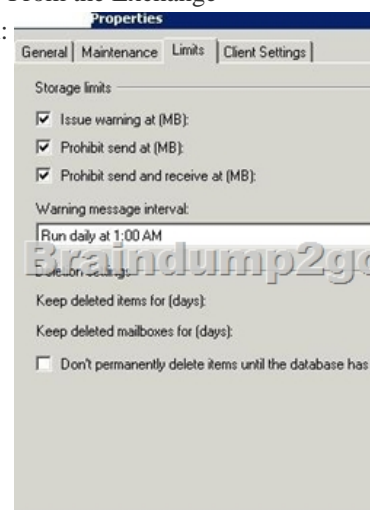 From the Exchange
:
Properties
General Maintenance Limits Client Settings
Storage limits
Issue warning at (MB):
Prohibit send at (MB):
Prohibit send and receive at (MB):
Warning message interval:
Run daily at 1:00 AM
Braindump2go
Deletion settings
Keep deleted items for (days):
Keep deleted mailboxes for (days):
Don't permanently delete items until the database has